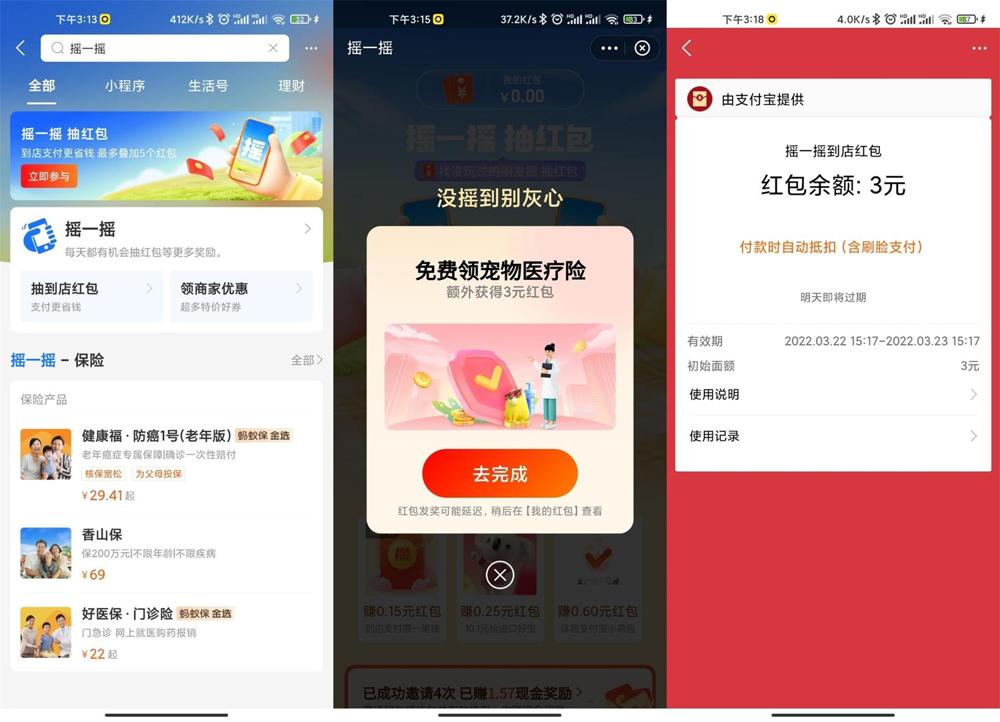 下午3:13
412K/s
32
摇一摇
全部
小程序
生活号
理财
摇一摇 抽红包
到店支付更省钱 最多叠加5个红包
立即参与
摇
摇一摇
每天都有机会抽红包等更多奖励。
抽到店红包
支付更省钱
领商家优惠
超多特价好券
摇一摇 – 保险
全部
保险产品
健康福 · 防癌1号(老年版) 蚂蚁保 金选
老年癌症专属保障|确诊一次性赔付
核保宽松 为父母投保
¥29.41起
香山保
保200万元|不限年龄|不限疾病
¥69
好医保 · 门诊险 蚂蚁保 金选
门急诊 网上就医购药报销
¥22起
下午3:15
37.2K/s
摇一摇
我的红包
¥0.00
摇一摇 抽红包
没摇到别灰心
免费领宠物医疗险
额外获得3元红包
去完成
红包发奖可能延迟，稍后在【我的红包】查看
赚0.15元红包
赚0.25元红包
赚0.60元红包
到店支付赚一笔钱
10.1元抢进口好货
体验支付宝小荷包
已成功邀请4次 已赚1.57现金奖励
下午3:18
4.0K/s
由支付宝提供
摇一摇到店红包
红包余额: 3元
付款时自动抵扣（含刷脸支付）
明天即将过期
有效期
2022.03.22 15:17-2022.03.23 15:17
初始面额
3元
使用说明
使用记录